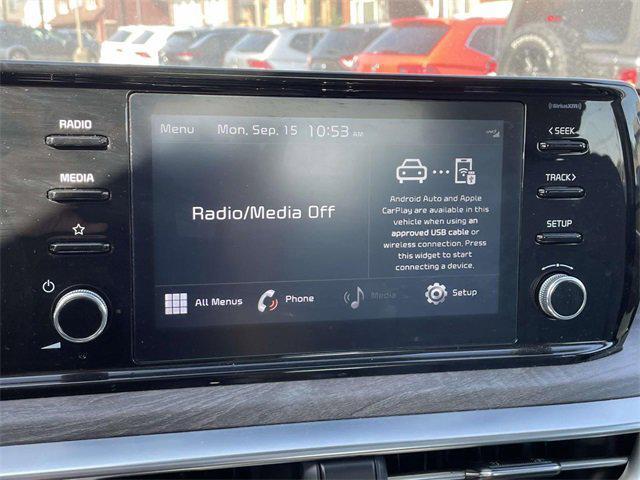 ((SiriusXM))
RADIO
MEDIA
< SEEK
TRACK >
SETUP
Menu Mon, Sep. 15 10:53 AM
Radio/Media Off
Android Auto and Apple
CarPlay are available in this
vehicle when using an
approved USB cable or
wireless connection. Press
this widget to start
connecting a device.
All Menus Phone Media Setup